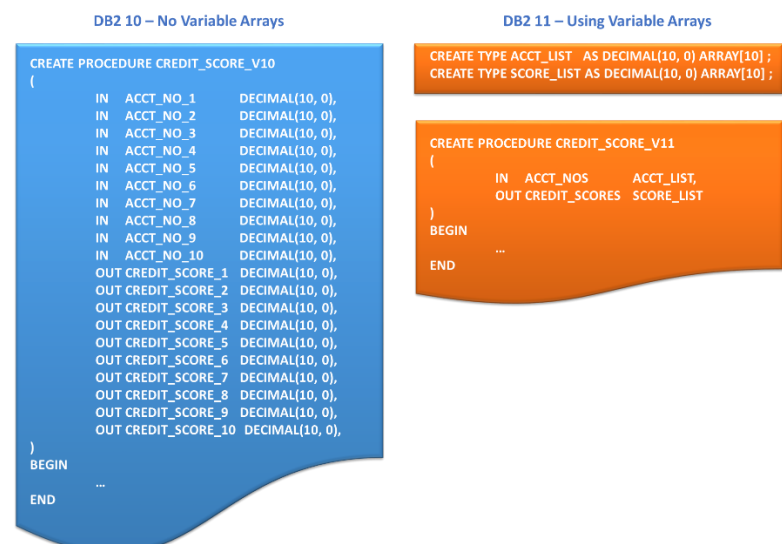 DB2 10 – No Variable Arrays
CREATE PROCEDURE CREDIT_SCORE_V10
(
IN ACCT_NO_1 DECIMAL(10, 0),
IN ACCT_NO_2 DECIMAL(10, 0),
IN ACCT_NO_3 DECIMAL(10, 0),
IN ACCT_NO_4 DECIMAL(10, 0),
IN ACCT_NO_5 DECIMAL(10, 0),
IN ACCT_NO_6 DECIMAL(10, 0),
IN ACCT_NO_7 DECIMAL(10, 0),
IN ACCT_NO_8 DECIMAL(10, 0),
IN ACCT_NO_9 DECIMAL(10, 0),
IN ACCT_NO_10 DECIMAL(10, 0),
OUT CREDIT_SCORE_1 DECIMAL(10, 0),
OUT CREDIT_SCORE_2 DECIMAL(10, 0),
OUT CREDIT_SCORE_3 DECIMAL(10, 0),
OUT CREDIT_SCORE_4 DECIMAL(10, 0),
OUT CREDIT_SCORE_5 DECIMAL(10, 0),
OUT CREDIT_SCORE_6 DECIMAL(10, 0),
OUT CREDIT_SCORE_7 DECIMAL(10, 0),
OUT CREDIT_SCORE_8 DECIMAL(10, 0),
OUT CREDIT_SCORE_9 DECIMAL(10, 0),
OUT CREDIT_SCORE_10 DECIMAL(10, 0),
)
BEGIN
...
END
DB2 11 – Using Variable Arrays
CREATE TYPE ACCT_LIST AS DECIMAL(10, 0) ARRAY[10] ;
CREATE TYPE SCORE_LIST AS DECIMAL(10, 0) ARRAY[10] ;
CREATE PROCEDURE CREDIT_SCORE_V11
(
IN ACCT_NOS ACCT_LIST,
OUT CREDIT_SCORES SCORE_LIST
)
BEGIN
...
END